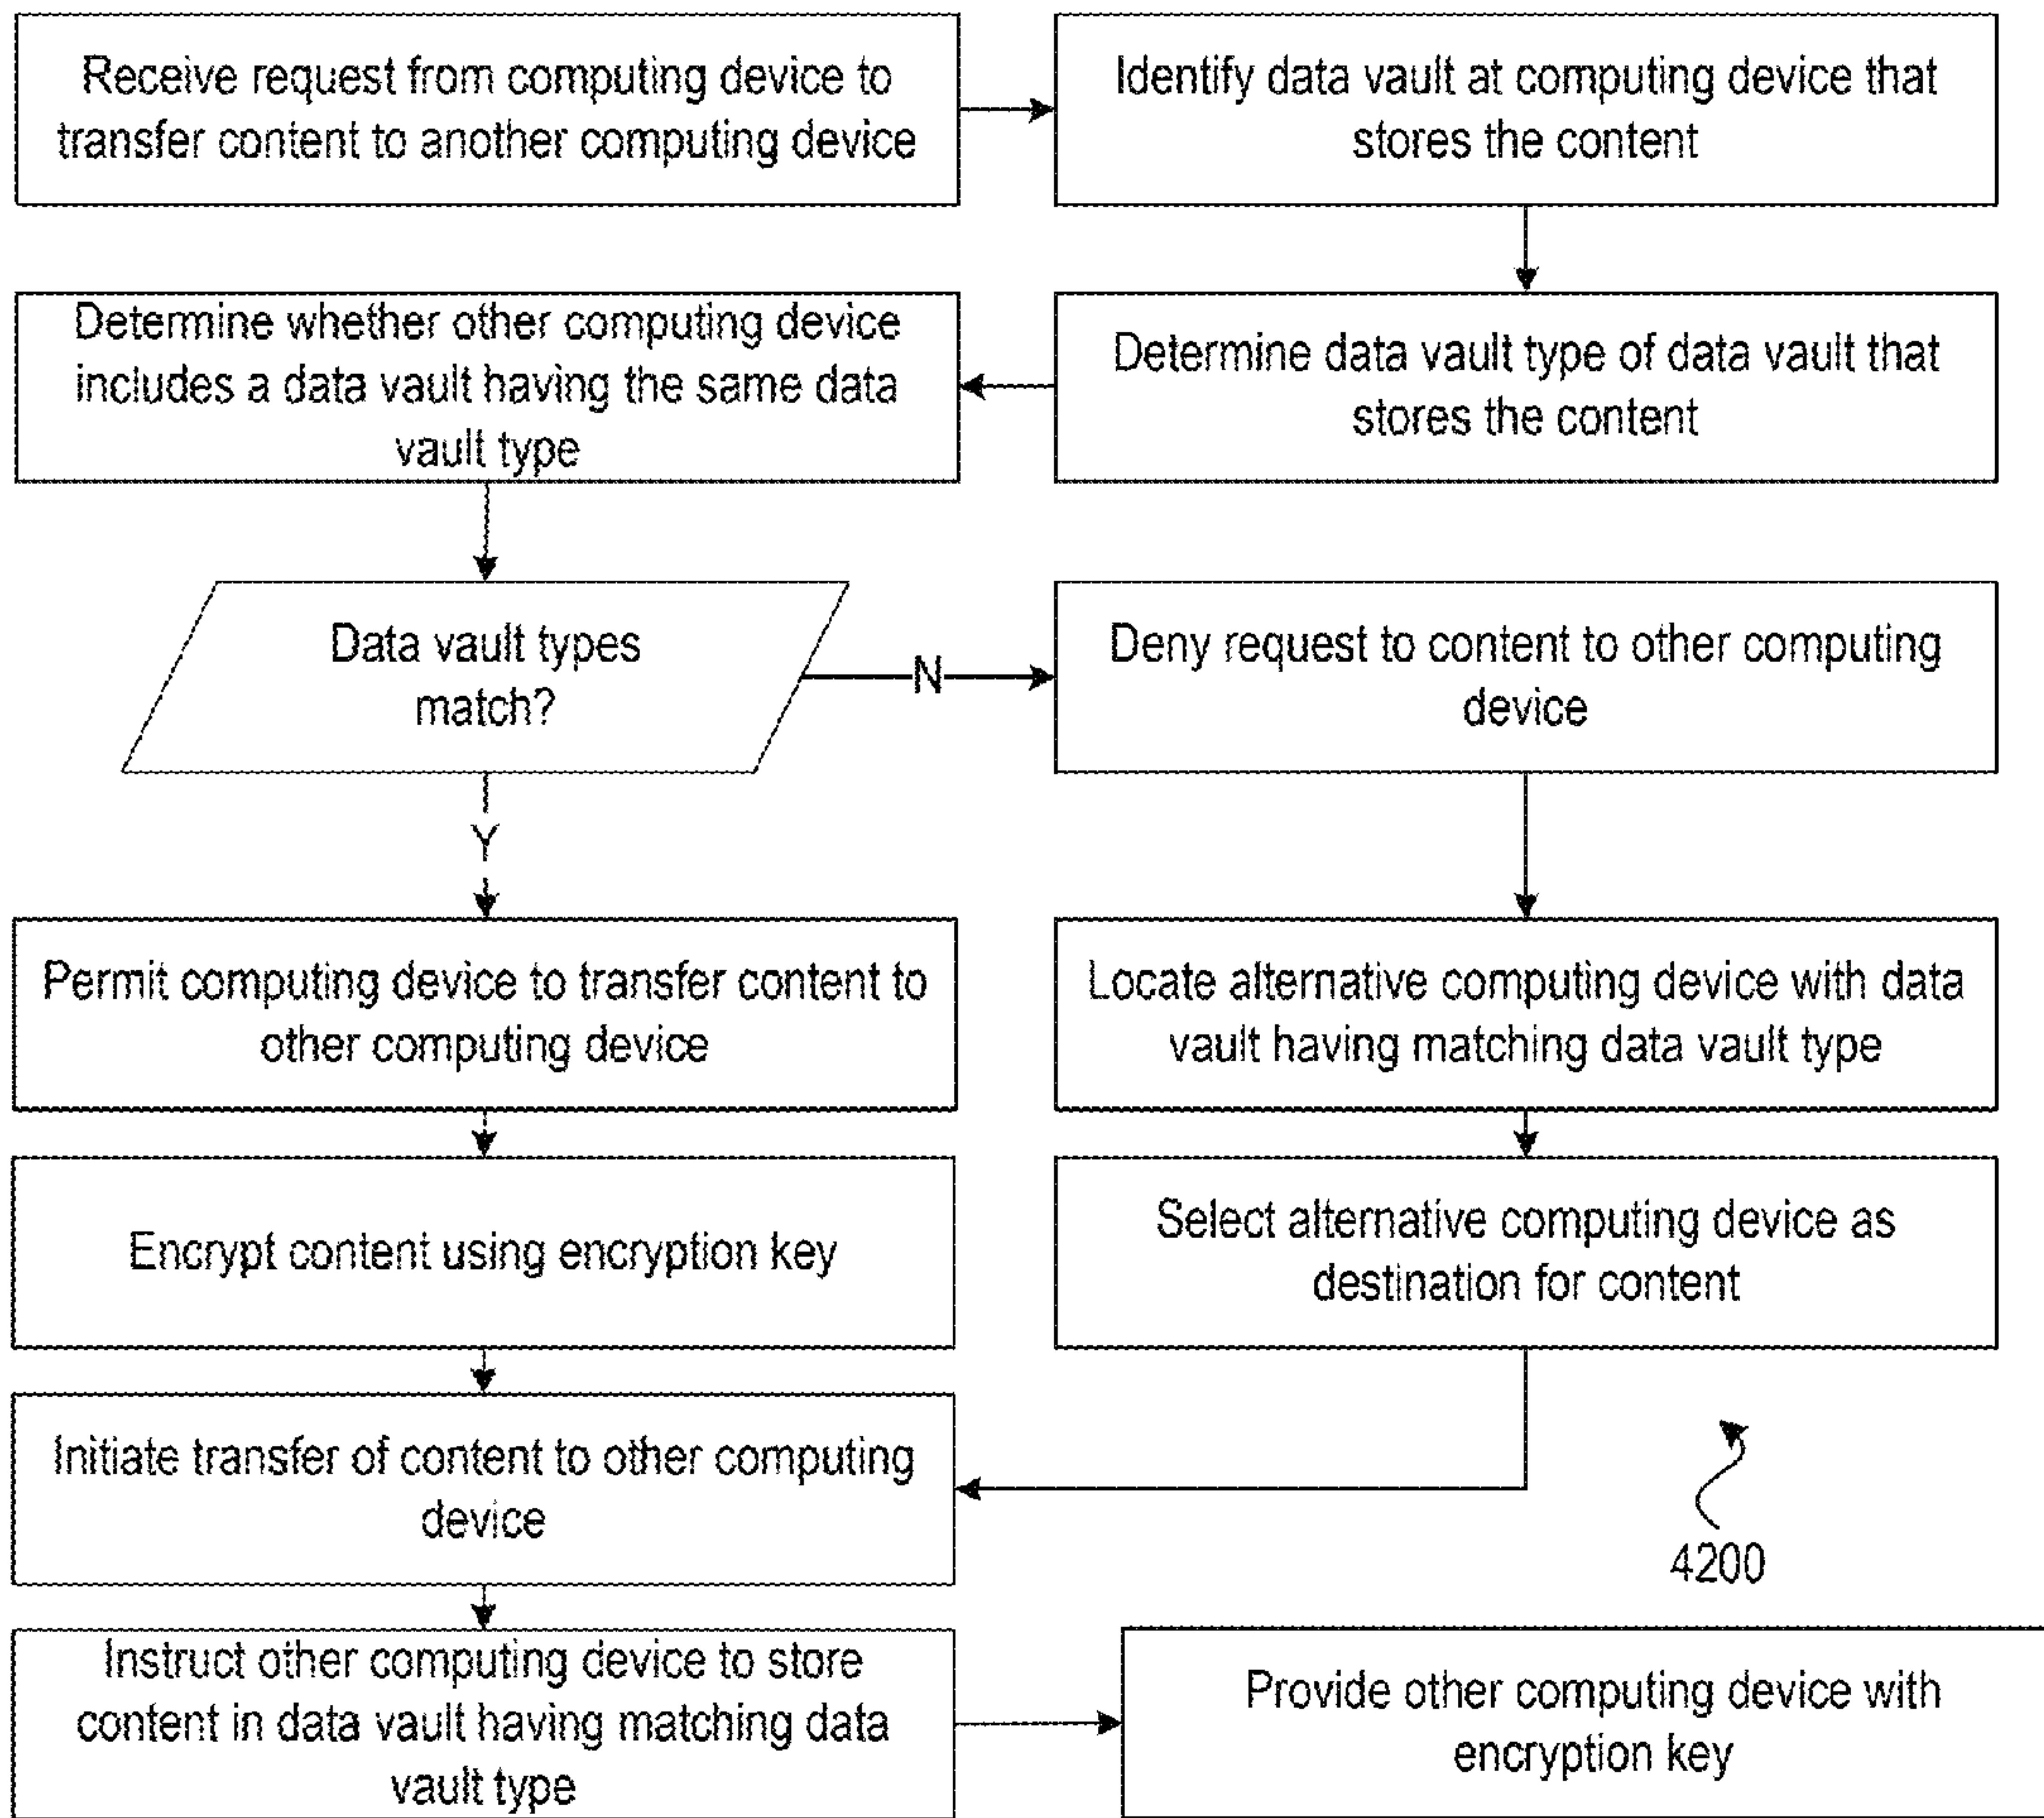 Receive request from computing device to
transfer content to another computing device
Identify data vault at computing device that
stores the content
Determine whether other computing device
includes a data vault having the same data
vault type
Determine data vault type of data vault that
stores the content
Data vault types
match?
N
Deny request to content to other computing
device
Y
Permit computing device to transfer content to
other computing device
Locate alternative computing device with data
vault having matching data vault type
Encrypt content using encryption key
Select alternative computing device as
destination for content
Initiate transfer of content to other computing
device
4200
Instruct other computing device to store
content in data vault having matching data
vault type
Provide other computing device with
encryption key